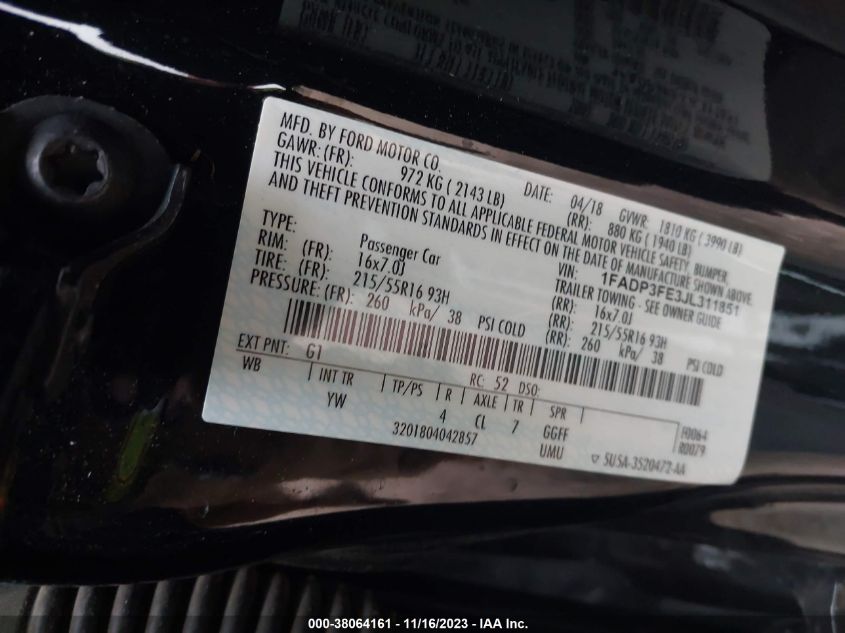 MFD. BY FORD MOTOR CO.
DATE: 04/18 GVWR: 1810 KG ( 3990 LB)
GAWR: (FR): 972 KG ( 2143 LB) (RR): 880 KG ( 1940 LB)
THIS VEHICLE CONFORMS TO ALL APPLICABLE FEDERAL MOTOR VEHICLE SAFETY, BUMPER,
AND THEFT PREVENTION STANDARDS IN EFFECT ON THE DATE OF MANUFACTURE SHOWN ABOVE.
VIN: 1FADP3FE3JL311851
TYPE: Passenger Car TRAILER TOWING - SEE OWNER GUIDE
RIM: (FR): 16x7.0J (RR): 16x7.0J
TIRE: (FR): 215/55R16 93H (RR): 215/55R16 93H
PRESSURE: (FR): 260 kPa/ 38 PSI COLD (RR): 260 kPa/ 38 PSI COLD
EXT PNT: G1 RC: 52 DSO:
WB INT TR TP/PS R AXLE TR SPR F0064
YW 4 CL 7 GGFF R0079
3201804042857 UMU ▽ 5U5A-3520472-AA
000-38064161 - 11/16/2023 - IAA Inc.